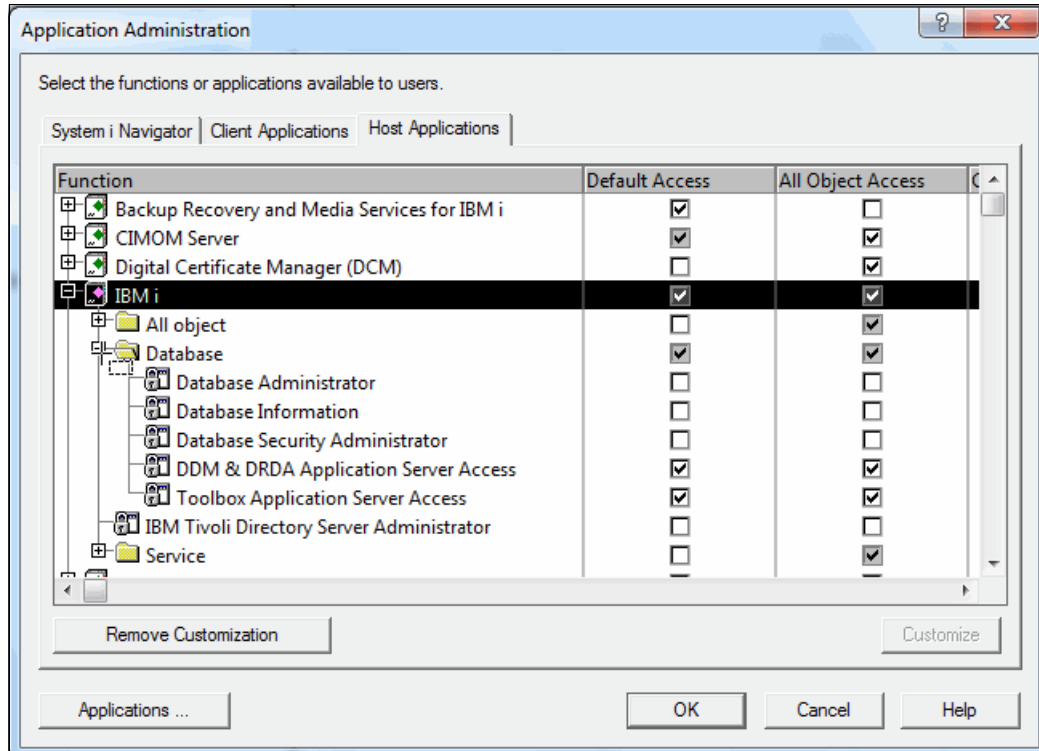 Application Administration
Select the functions or applications available to users.
System i Navigator Client Applications Host Applications
Function Default Access All Object Access C
Backup Recovery and Media Services for IBM i
CIMOM Server
Digital Certificate Manager (DCM)
IBM i
All object
Database
Database Administrator
Database Information
Database Security Administrator
DDM & DRDA Application Server Access
Toolbox Application Server Access
IBM Tivoli Directory Server Administrator
Service
Remove Customization Customize
Applications ... OK Cancel Help